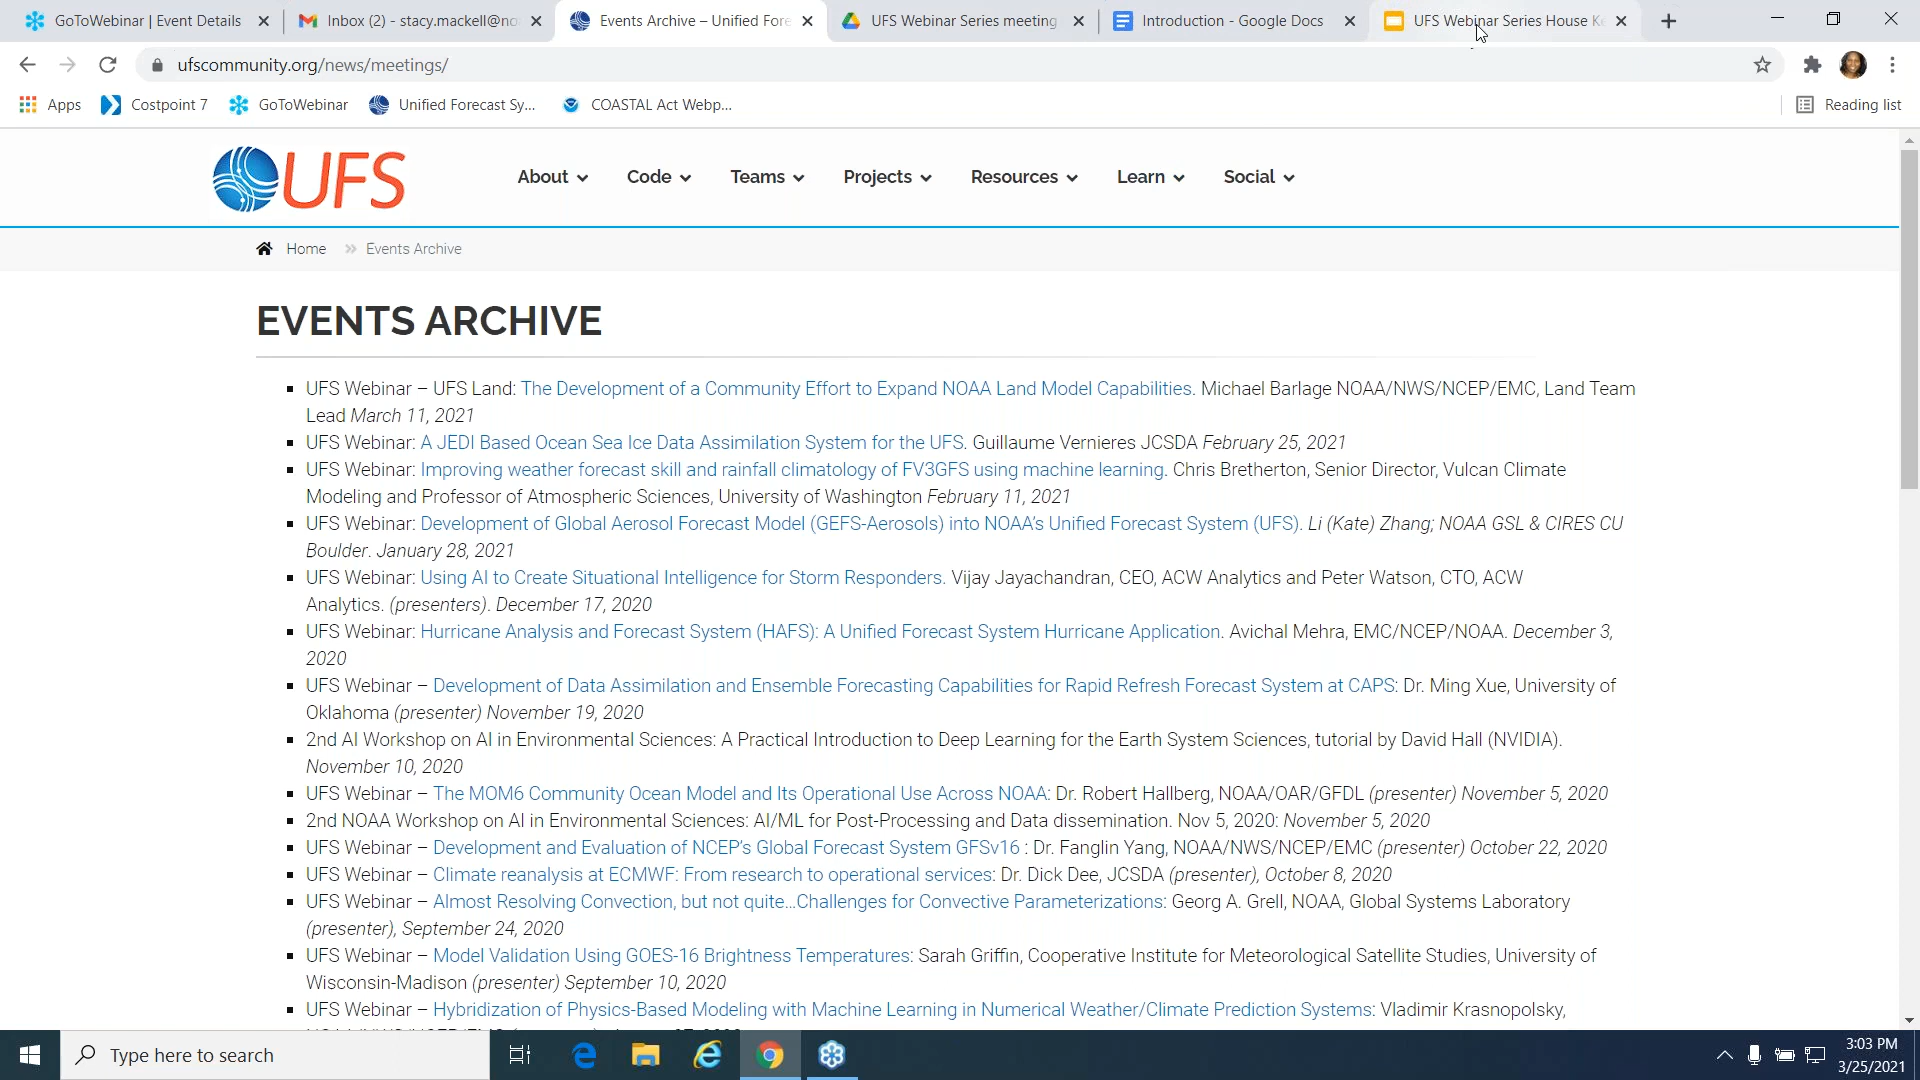 GoToWebinar | Event Details
Inbox (2) - stacy.mackell@no
Events Archive – Unified Fore
UFS Webinar Series meeting
Introduction - Google Docs
UFS Webinar Series House Ke
ufscommunity.org/news/meetings/
Apps
Costpoint 7
GoToWebinar
Unified Forecast Sy...
COASTAL Act Webp...
Reading list
UFS
About
Code
Teams
Projects
Resources
Learn
Social
Home
Events Archive
EVENTS ARCHIVE
UFS Webinar – UFS Land: The Development of a Community Effort to Expand NOAA Land Model Capabilities. Michael Barlage NOAA/NWS/NCEP/EMC, Land Team
Lead March 11, 2021
UFS Webinar: A JEDI Based Ocean Sea Ice Data Assimilation System for the UFS. Guillaume Vernieres JCSDA February 25, 2021
UFS Webinar: Improving weather forecast skill and rainfall climatology of FV3GFS using machine learning. Chris Bretherton, Senior Director, Vulcan Climate
Modeling and Professor of Atmospheric Sciences, University of Washington February 11, 2021
UFS Webinar: Development of Global Aerosol Forecast Model (GEFS-Aerosols) into NOAA's Unified Forecast System (UFS). Li (Kate) Zhang; NOAA GSL & CIRES CU
Boulder. January 28, 2021
UFS Webinar: Using AI to Create Situational Intelligence for Storm Responders. Vijay Jayachandran, CEO, ACW Analytics and Peter Watson, CTO, ACW
Analytics. (presenters). December 17, 2020
UFS Webinar: Hurricane Analysis and Forecast System (HAFS): A Unified Forecast System Hurricane Application. Avichal Mehra, EMC/NCEP/NOAA. December 3,
2020
UFS Webinar – Development of Data Assimilation and Ensemble Forecasting Capabilities for Rapid Refresh Forecast System at CAPS: Dr. Ming Xue, University of
Oklahoma (presenter) November 19, 2020
2nd AI Workshop on AI in Environmental Sciences: A Practical Introduction to Deep Learning for the Earth System Sciences, tutorial by David Hall (NVIDIA).
November 10, 2020
UFS Webinar – The MOM6 Community Ocean Model and Its Operational Use Across NOAA: Dr. Robert Hallberg, NOAA/OAR/GFDL (presenter) November 5, 2020
2nd NOAA Workshop on AI in Environmental Sciences: AI/ML for Post-Processing and Data dissemination. Nov 5, 2020: November 5, 2020
UFS Webinar – Development and Evaluation of NCEP's Global Forecast System GFSv16 : Dr. Fanglin Yang, NOAA/NWS/NCEP/EMC (presenter) October 22, 2020
UFS Webinar – Climate reanalysis at ECMWF: From research to operational services: Dr. Dick Dee, JCSDA (presenter), October 8, 2020
UFS Webinar – Almost Resolving Convection, but not quite...Challenges for Convective Parameterizations: Georg A. Grell, NOAA, Global Systems Laboratory
(presenter), September 24, 2020
UFS Webinar – Model Validation Using GOES-16 Brightness Temperatures: Sarah Griffin, Cooperative Institute for Meteorological Satellite Studies, University of
Wisconsin-Madison (presenter) September 10, 2020
UFS Webinar – Hybridization of Physics-Based Modeling with Machine Learning in Numerical Weather/Climate Prediction Systems: Vladimir Krasnopolsky,
Type here to search
3:03 PM
3/25/2021